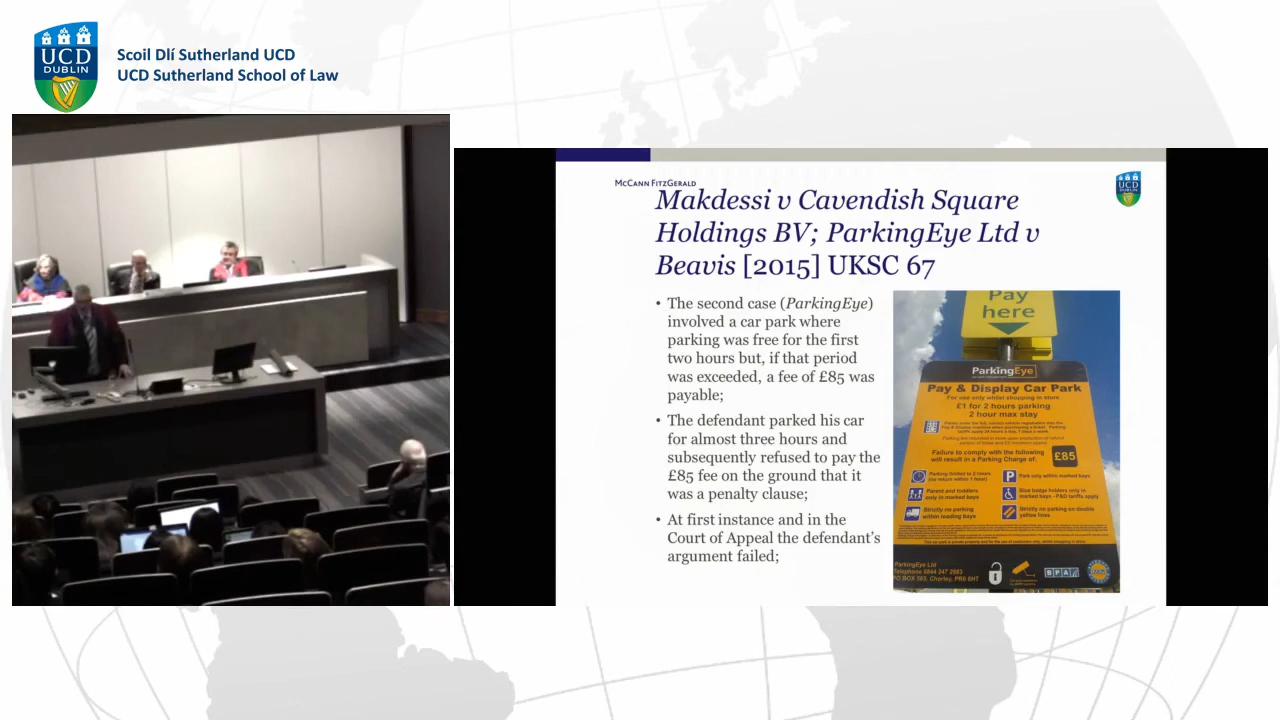 UCD
DUBLIN
Scoil Dlí Sutherland UCD
UCD Sutherland School of Law
McCann FitzGerald
UCD
DUBLIN
Makdessi v Cavendish Square
Holdings BV; ParkingEye Ltd v
Beavis [2015] UKSC 67
• The second case (ParkingEye)
involved a car park where
parking was free for the first
two hours but, if that period
was exceeded, a fee of £85 was
payable;
• The defendant parked his car
for almost three hours and
subsequently refused to pay the
£85 fee on the ground that it
was a penalty clause;
• At first instance and in the
Court of Appeal the defendant's
argument failed;
Pay
here
ParkingEye
Pay & Display Car Park
For use only whilst shopping in store
£1 for 2 hours parking
2 hour max stay
Failure to comply with the following
will result in a Parking Charge of:
£85
Parking limited to 2 hours
(no return within 1 hour)
P
Park only within marked bays
Parent and toddlers
only in marked bays
Blue badge holders only in
marked bays - P&D tariffs apply
Strictly no parking
within loading bays
Strictly no parking on double
yellow lines
ParkingEye Ltd
Telephone 0844 247 2983
PO BOX 565, Chorley, PR6 6HT
BPA